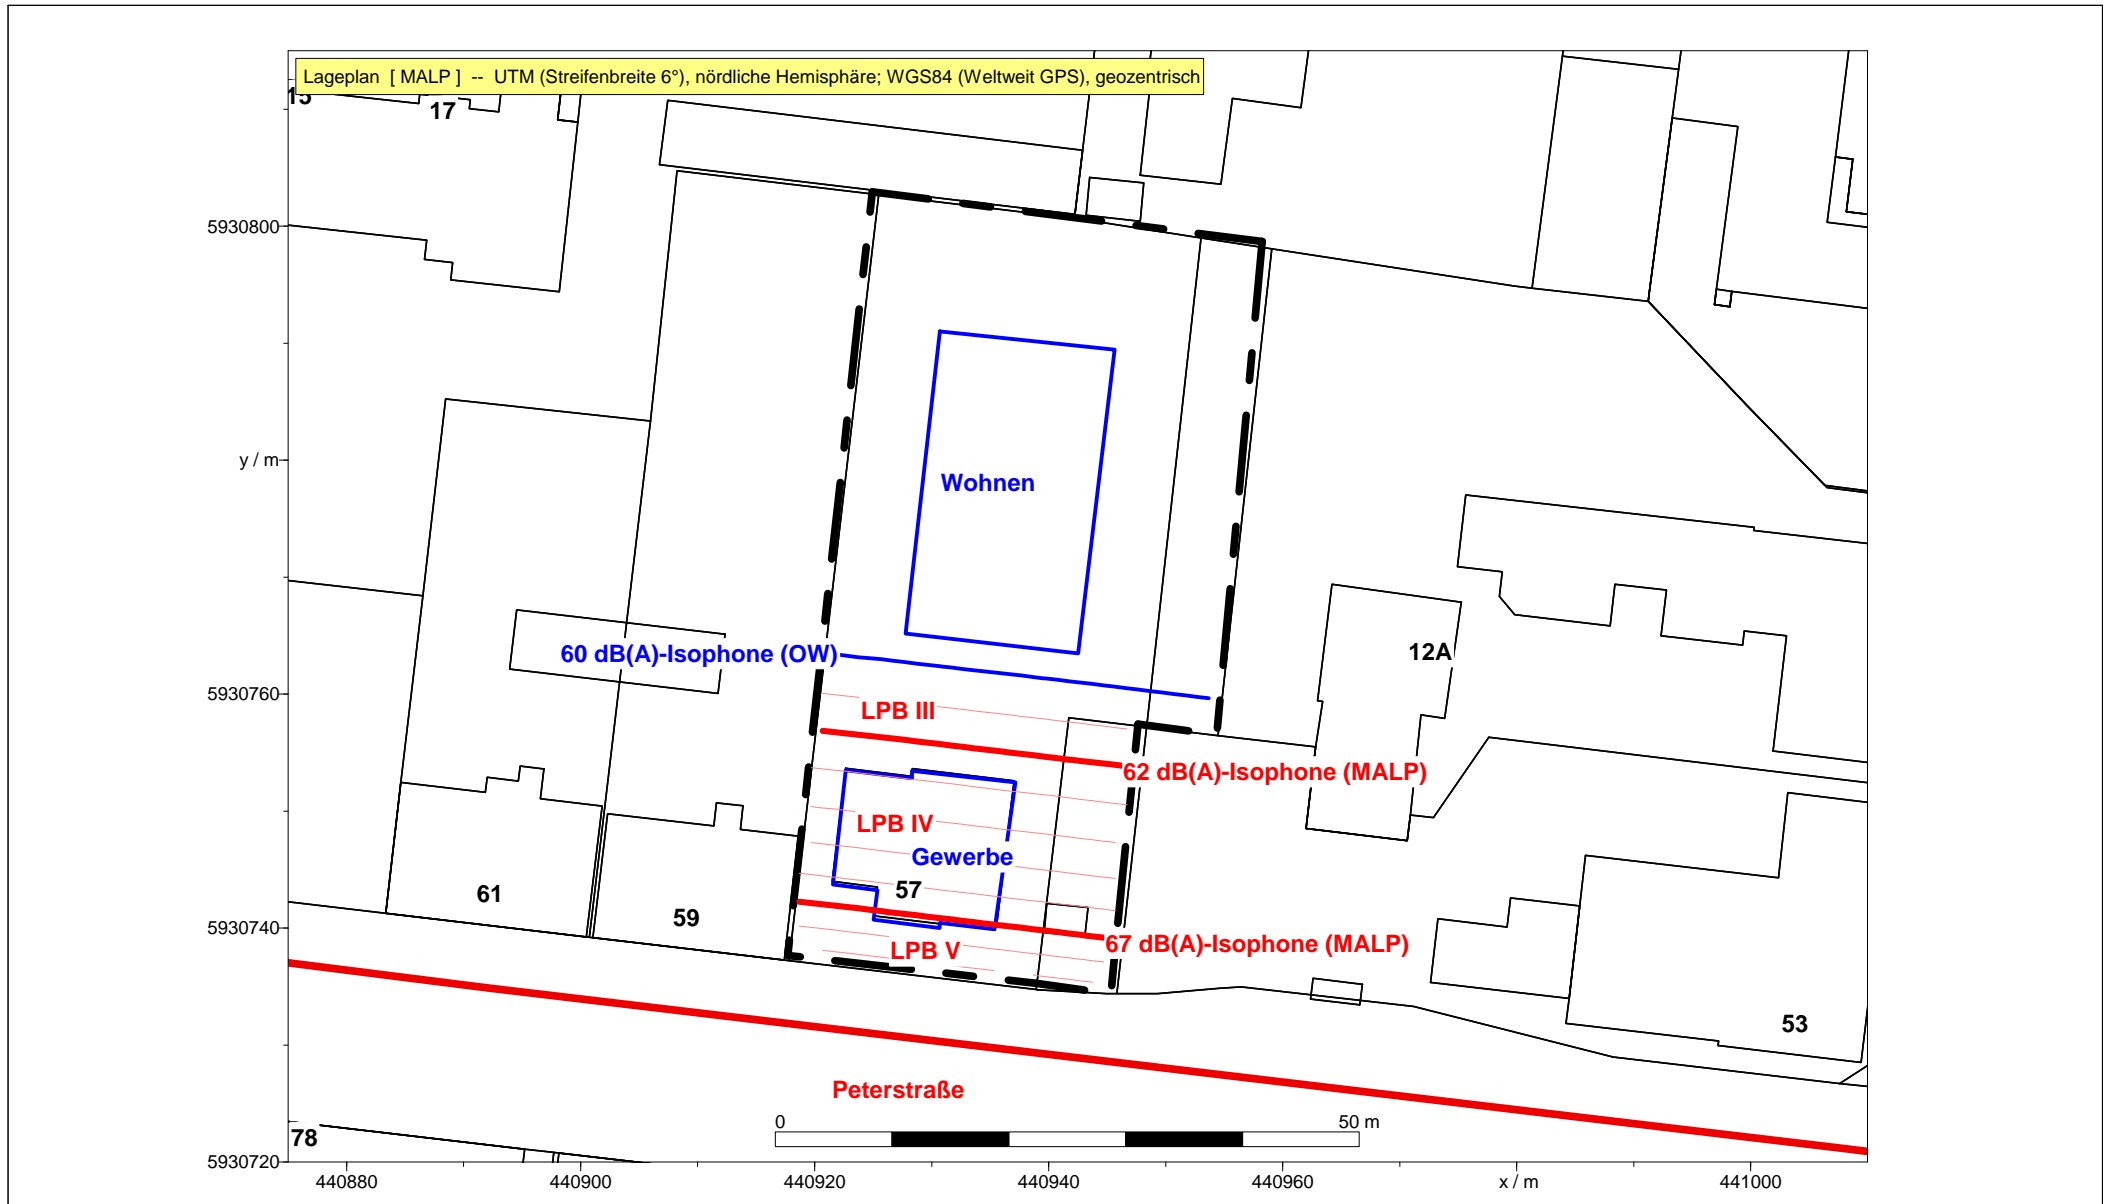 Lageplan [ MALP ] -- UTM (Streifenbreite 6°), nördliche Hemisphäre; WGS84 (Weltweit GPS), geozentrisch
15
17
5930800
y / m
Wohnen
60 dB(A)-Isophone (OW)
12A
5930760
LPB III
62 dB(A)-Isophone (MALP)
LPB IV
Gewerbe
57
61
59
5930740
67 dB(A)-Isophone (MALP)
LPB V
53
Peterstraße
0
50 m
78
5930720
440880
440900
440920
440940
440960
x / m
441000